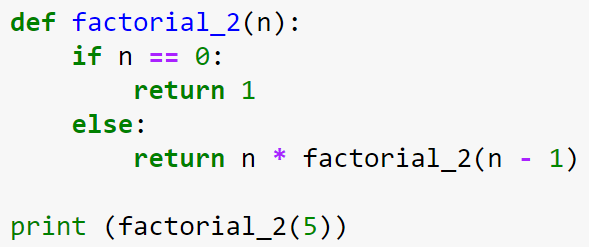 def factorial_2(n):
    if n == 0:
        return 1
    else:
        return n * factorial_2(n - 1)

print (factorial_2(5))